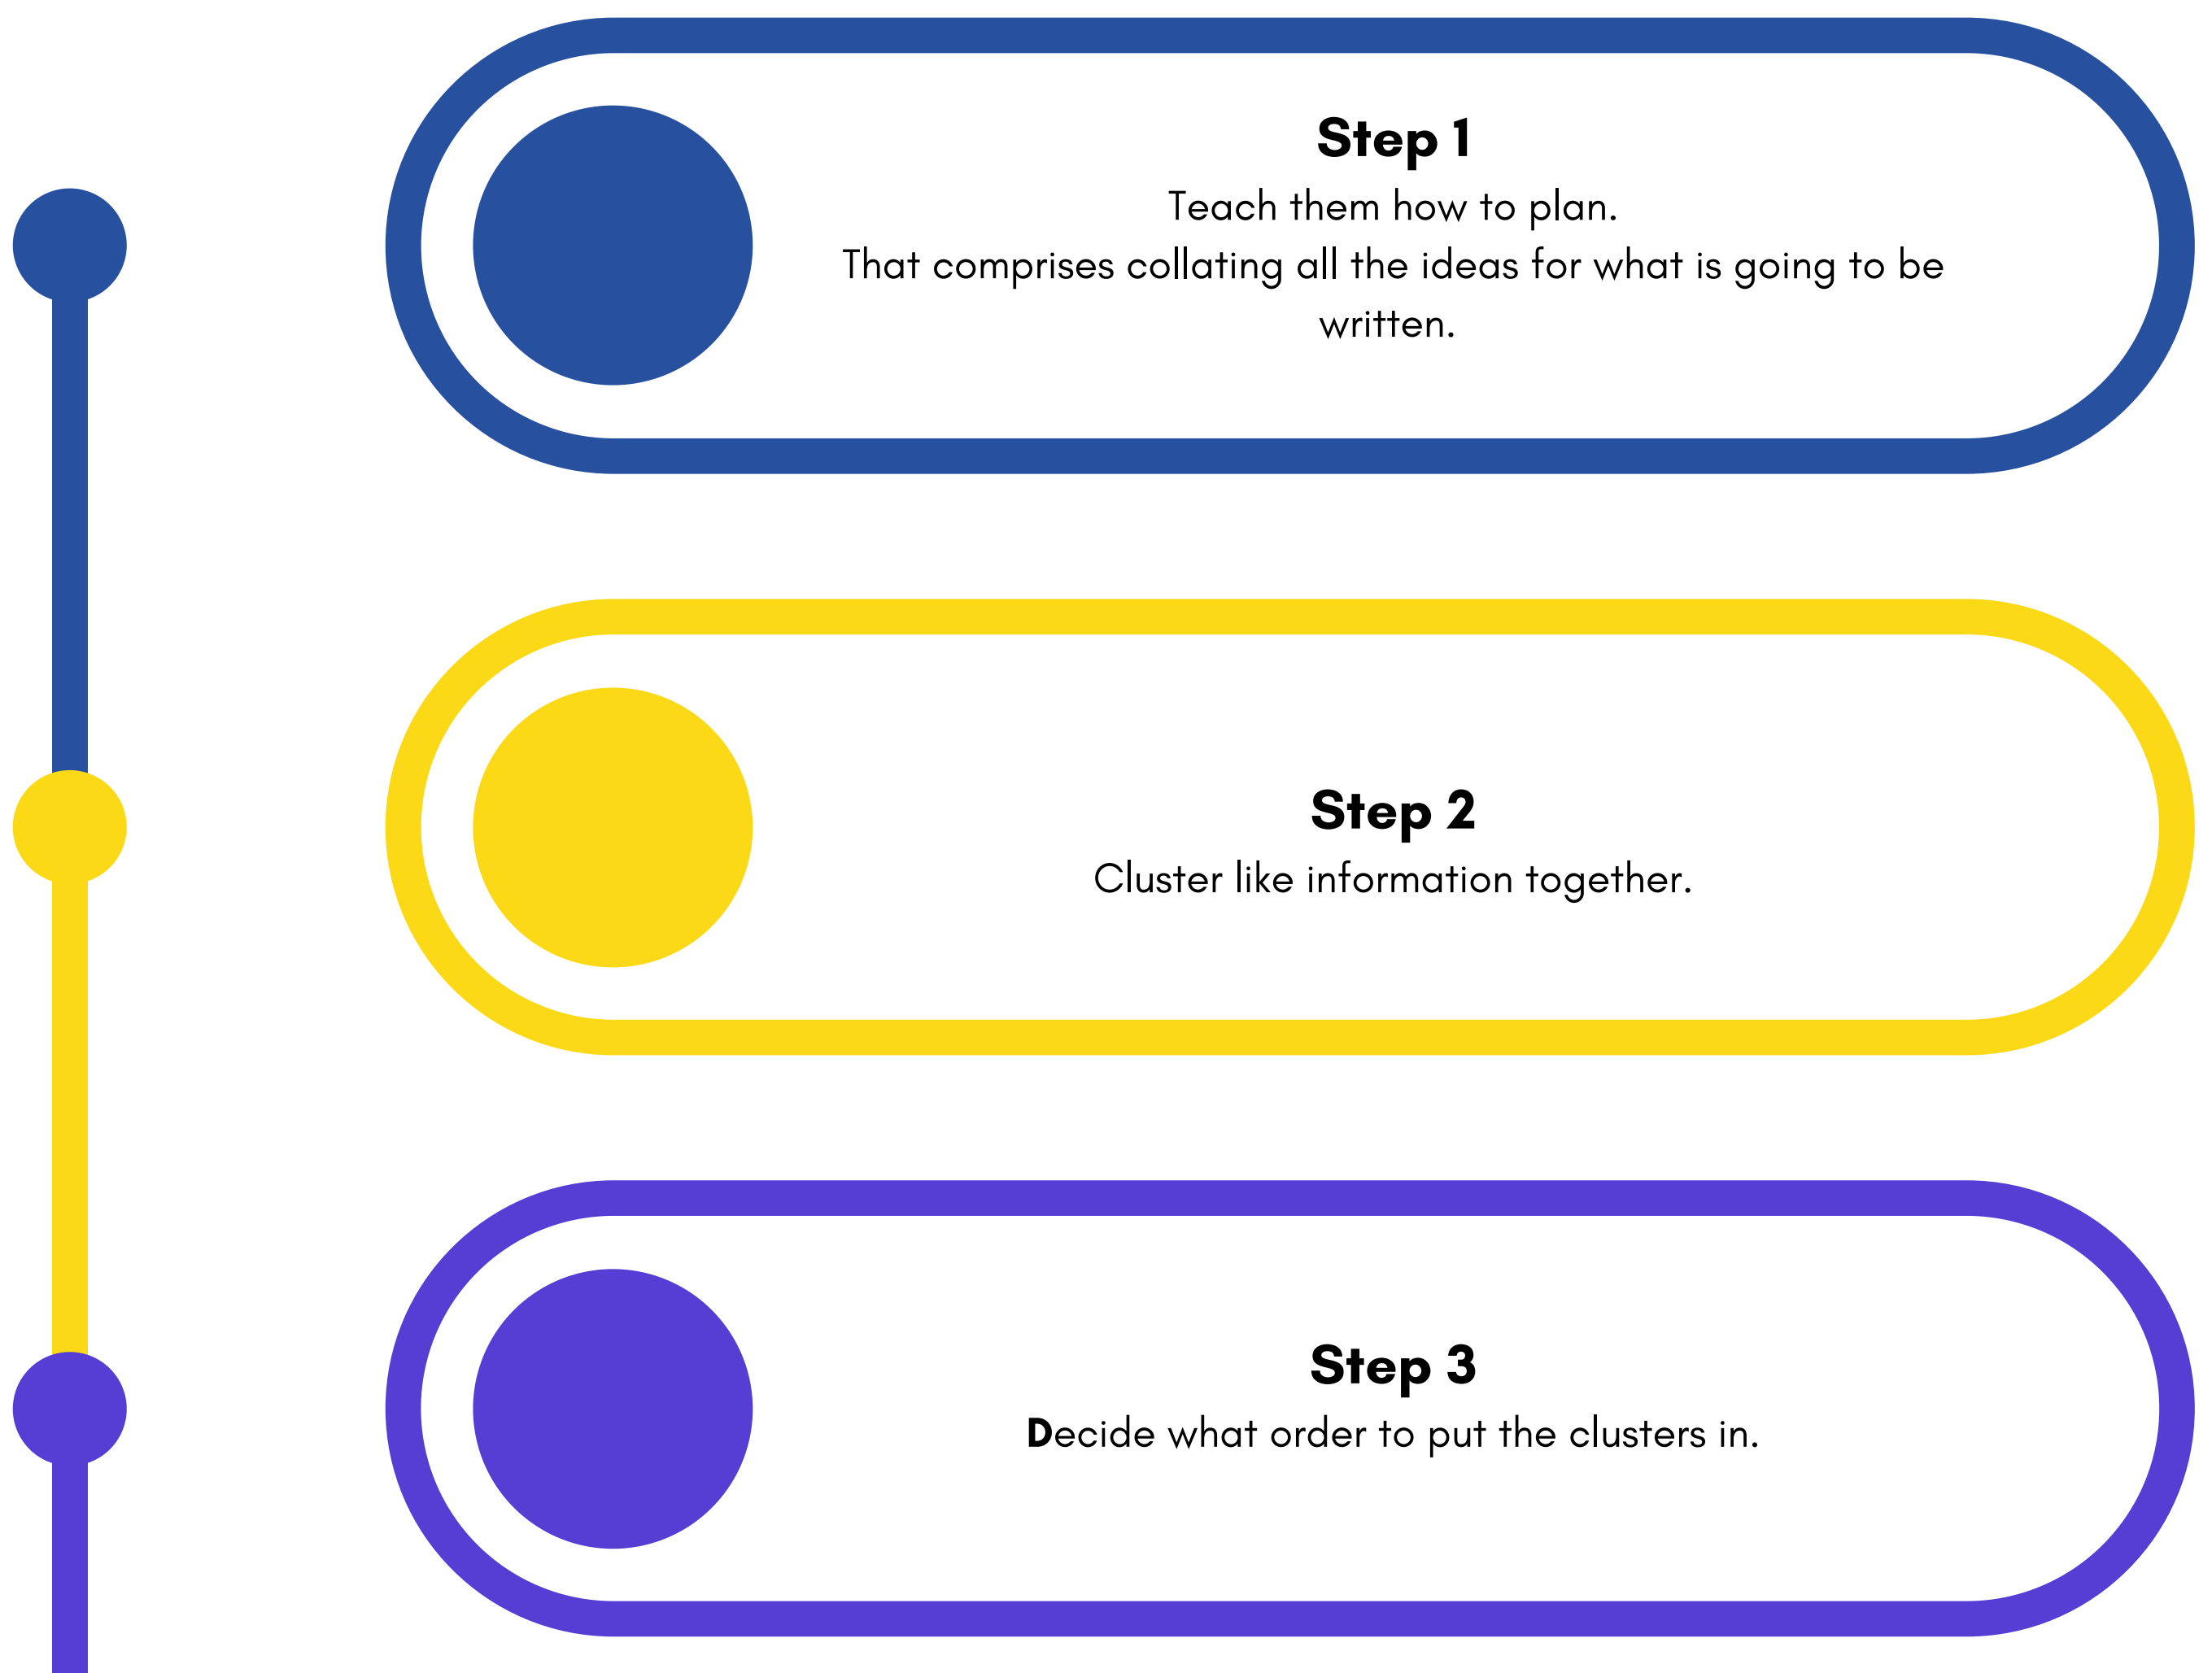 Step 1
Teach them how to plan.
That comprises collating all the ideas for what is going to be
written.
Step 2
Cluster like information together.
Step 3
Decide what order to put the clusters in.